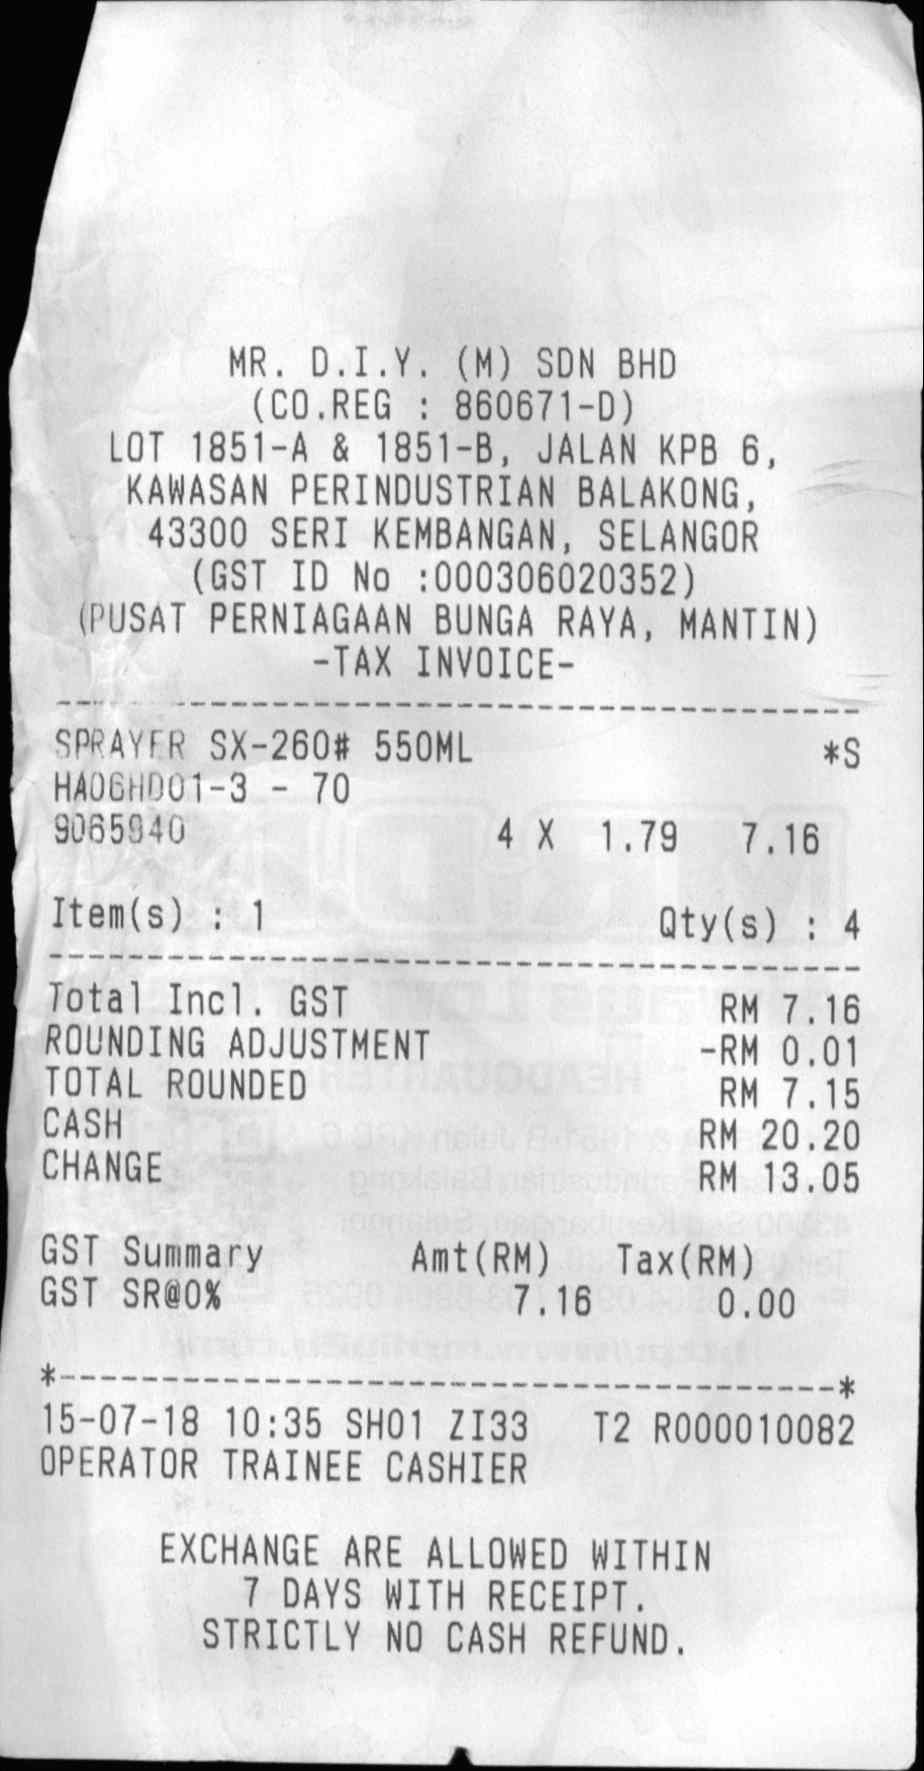 MR. D.I.Y. (M) SDN BHD
(CO.REG : 860671-D)
LOT 1851-A & 1851-B, JALAN KPB 6,
KAWASAN PERINDUSTRIAN BALAKONG,
43300 SERI KEMBANGAN, SELANGOR
(GST ID No :000306020352)
(PUSAT PERNIAGAAN BUNGA RAYA, MANTIN)
-TAX INVOICE-
SPRAYER SX-260# 550ML *S
HA06HD01-3 - 70
9065940 4 X 1.79 7.16
Item(s) : 1 Qty(s) : 4
Total Incl. GST RM 7.16
ROUNDING ADJUSTMENT -RM 0.01
TOTAL ROUNDED RM 7.15
CASH RM 20.20
CHANGE RM 13.05
GST Summary Amt(RM) Tax(RM)
GST SR@0% 7.16 0.00
*--------------------------------------*
15-07-18 10:35 SH01 ZI33 T2 R000010082
OPERATOR TRAINEE CASHIER
EXCHANGE ARE ALLOWED WITHIN
7 DAYS WITH RECEIPT.
STRICTLY NO CASH REFUND.